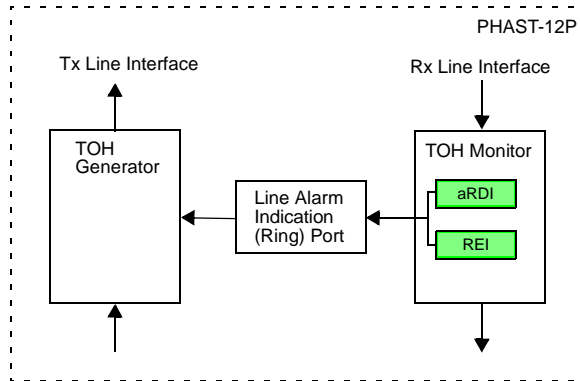 PHAST-12P
Tx Line Interface
Rx Line Interface
TOH
Generator
TOH Monitor
Line Alarm
Indication
(Ring) Port
aRDI
REI